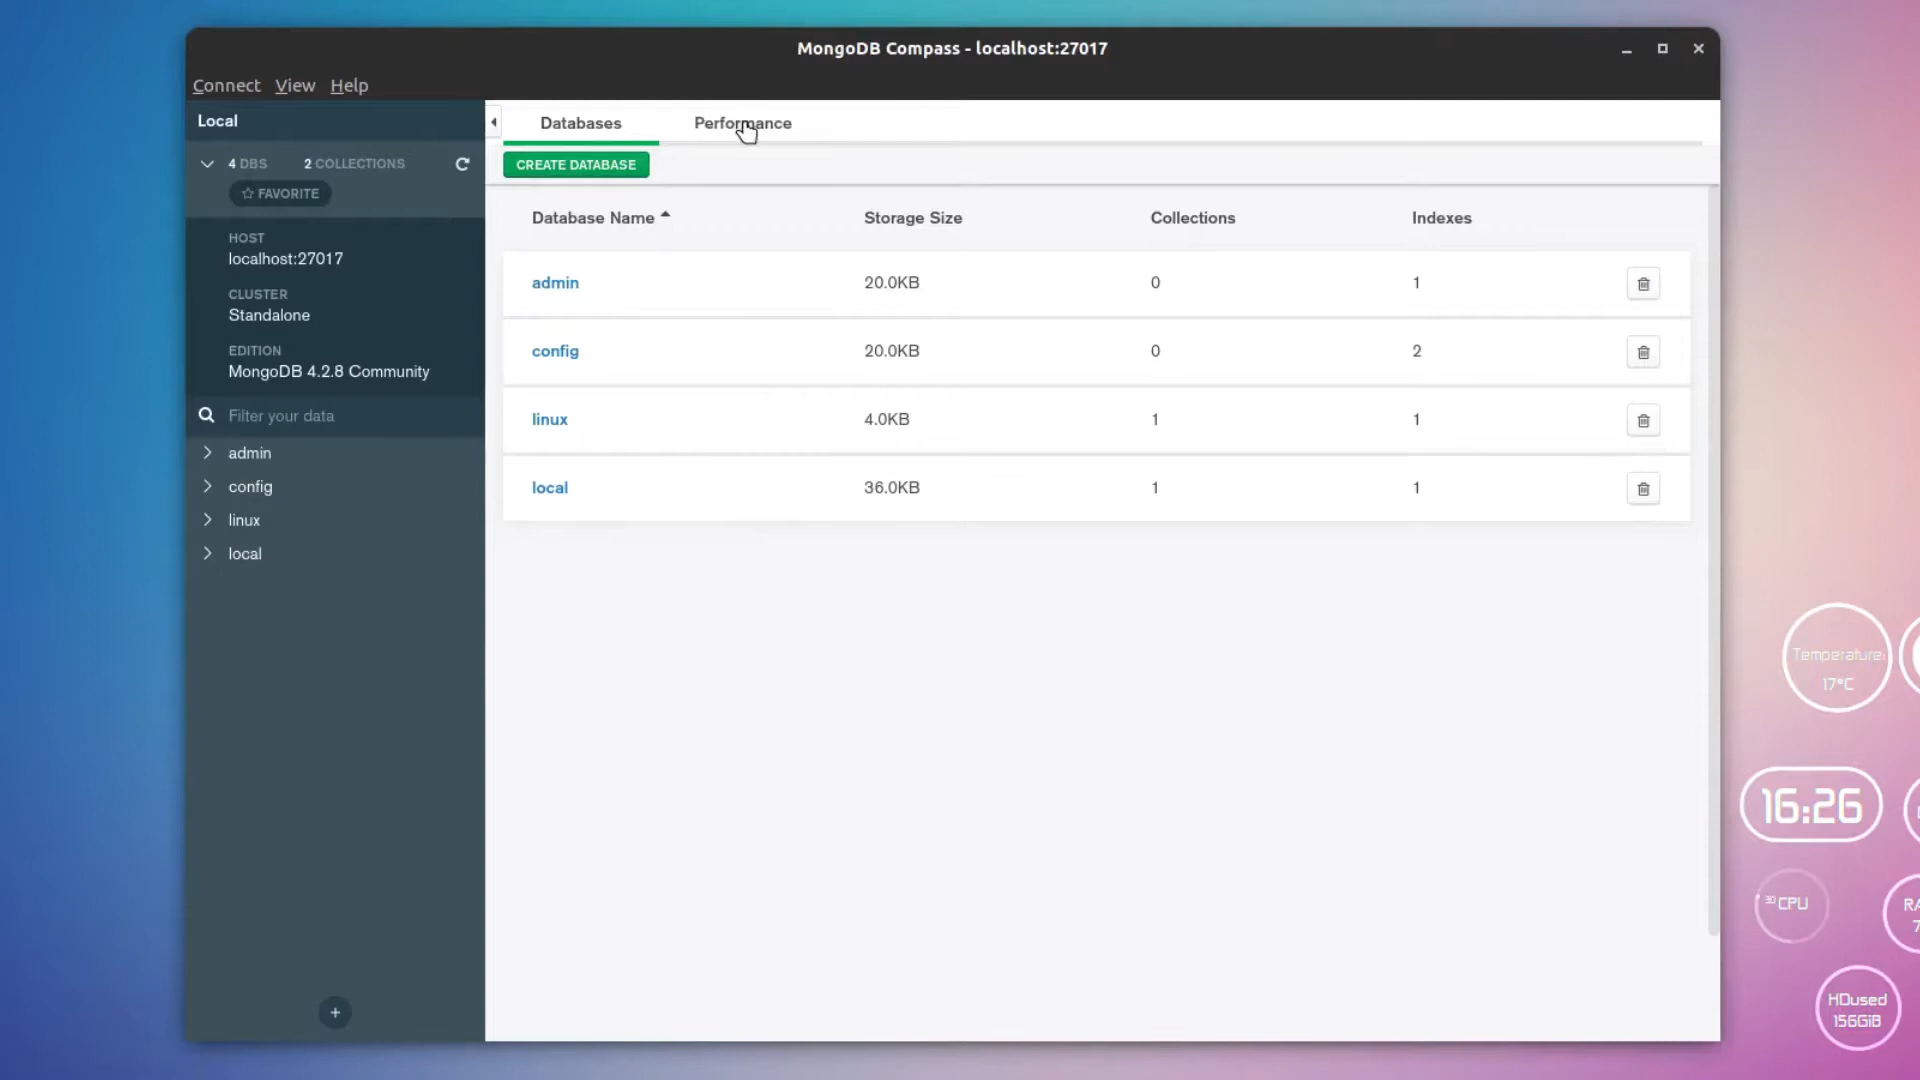 MongoDB Compass - localhost:27017
Connect View Help
Local
Databases Performance
4 DBS 2 COLLECTIONS
FAVORITE
CREATE DATABASE
HOST
localhost:27017
CLUSTER
Standalone
EDITION
MongoDB 4.2.8 Community
Filter your data
admin
config
linux
local
Database Name Storage Size Collections Indexes
admin 20.0KB 0 1
config 20.0KB 0 2
linux 4.0KB 1 1
local 36.0KB 1 1
Temperature:
17°C
16:26
30 CPU
HDused
156GiB